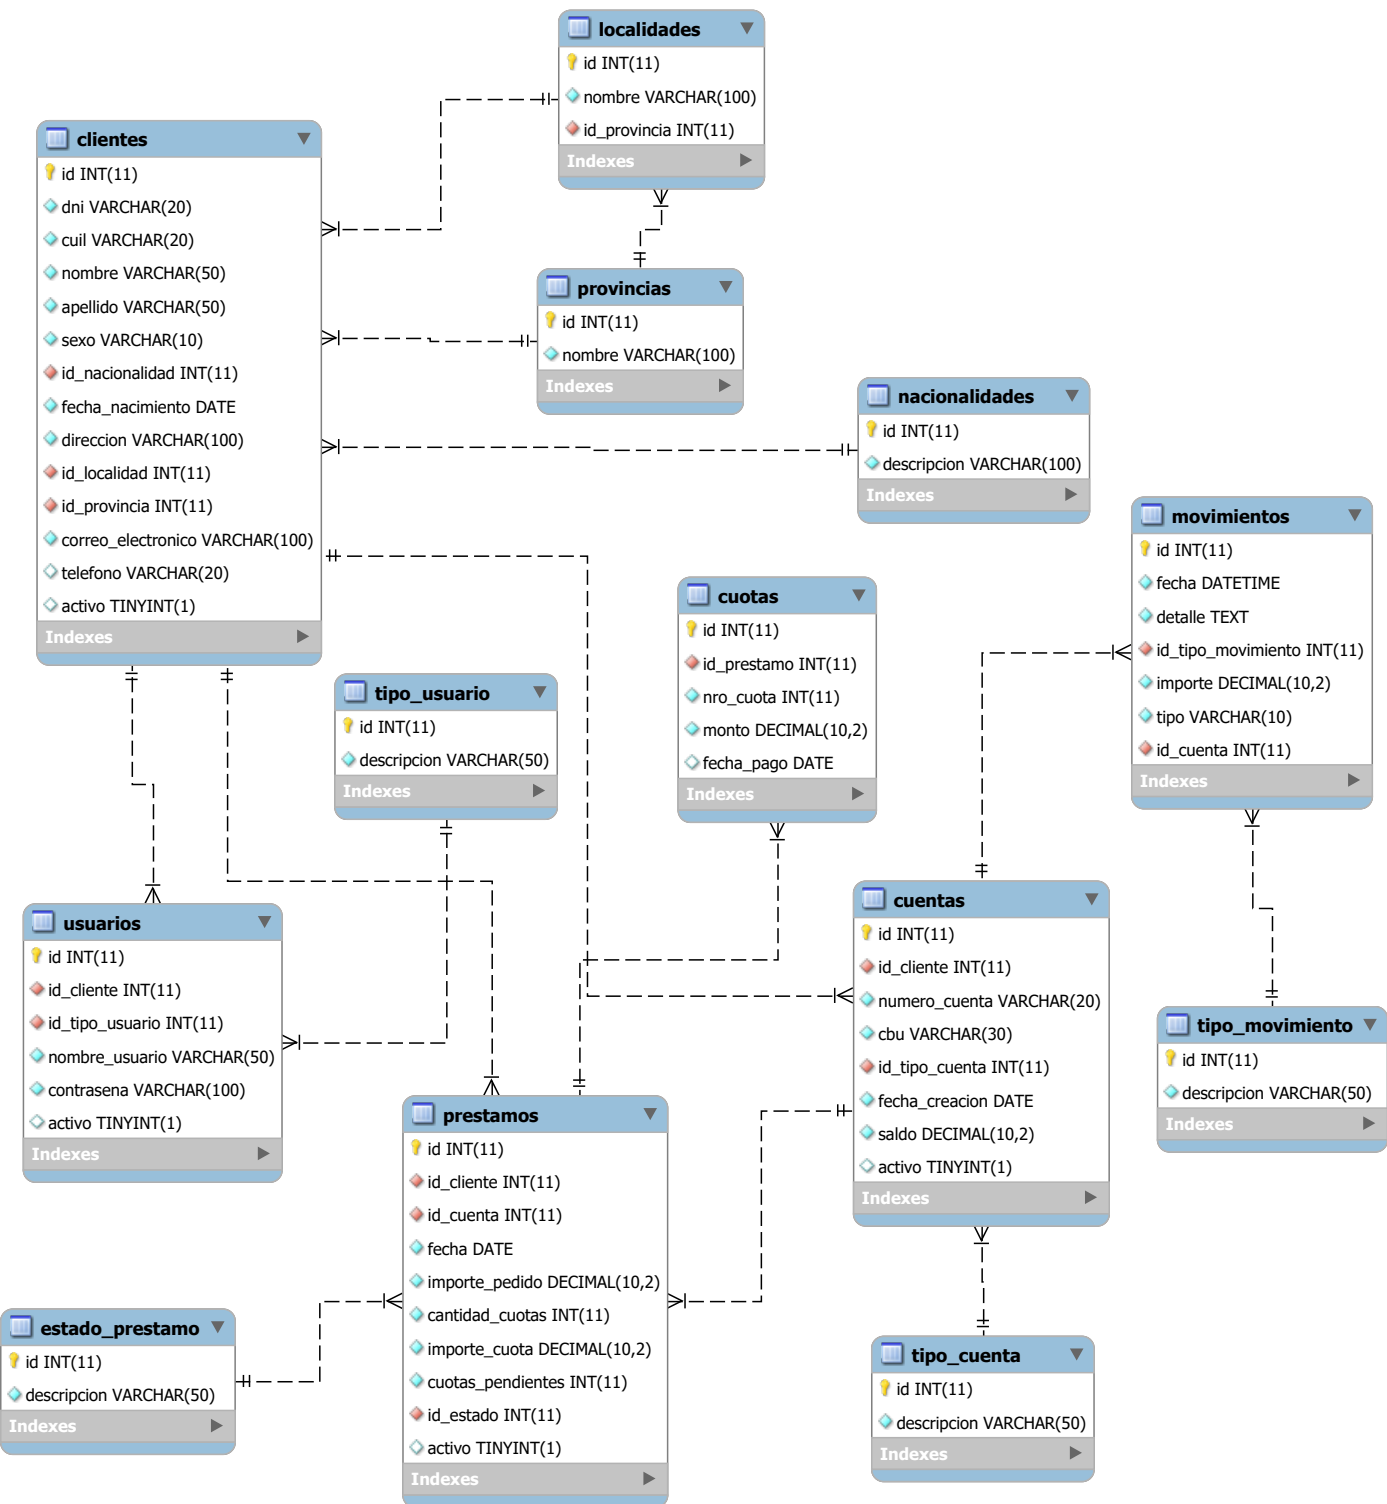 localidades
id INT(11)
nombre VARCHAR(100)
id_provincia INT(11)
Indexes
clientes
id INT(11)
dni VARCHAR(20)
cuil VARCHAR(20)
nombre VARCHAR(50)
apellido VARCHAR(50)
sexo VARCHAR(10)
id_nacionalidad INT(11)
fecha_nacimiento DATE
direccion VARCHAR(100)
id_localidad INT(11)
id_provincia INT(11)
correo_electronico VARCHAR(100)
telefono VARCHAR(20)
activo TINYINT(1)
Indexes
provincias
id INT(11)
nombre VARCHAR(100)
Indexes
nacionalidades
id INT(11)
descripcion VARCHAR(100)
Indexes
movimientos
id INT(11)
fecha DATETIME
detalle TEXT
id_tipo_movimiento INT(11)
importe DECIMAL(10,2)
tipo VARCHAR(10)
id_cuenta INT(11)
Indexes
cuotas
id INT(11)
id_prestamo INT(11)
nro_cuota INT(11)
monto DECIMAL(10,2)
fecha_pago DATE
Indexes
tipo_usuario
id INT(11)
descripcion VARCHAR(50)
Indexes
usuarios
id INT(11)
id_cliente INT(11)
id_tipo_usuario INT(11)
nombre_usuario VARCHAR(50)
contrasena VARCHAR(100)
activo TINYINT(1)
Indexes
cuentas
id INT(11)
id_cliente INT(11)
numero_cuenta VARCHAR(20)
cbu VARCHAR(30)
id_tipo_cuenta INT(11)
fecha_creacion DATE
saldo DECIMAL(10,2)
activo TINYINT(1)
Indexes
tipo_movimiento
id INT(11)
descripcion VARCHAR(50)
Indexes
prestamos
id INT(11)
id_cliente INT(11)
id_cuenta INT(11)
fecha DATE
importe_pedido DECIMAL(10,2)
cantidad_cuotas INT(11)
importe_cuota DECIMAL(10,2)
cuotas_pendientes INT(11)
id_estado INT(11)
activo TINYINT(1)
Indexes
estado_prestamo
id INT(11)
descripcion VARCHAR(50)
Indexes
tipo_cuenta
id INT(11)
descripcion VARCHAR(50)
Indexes